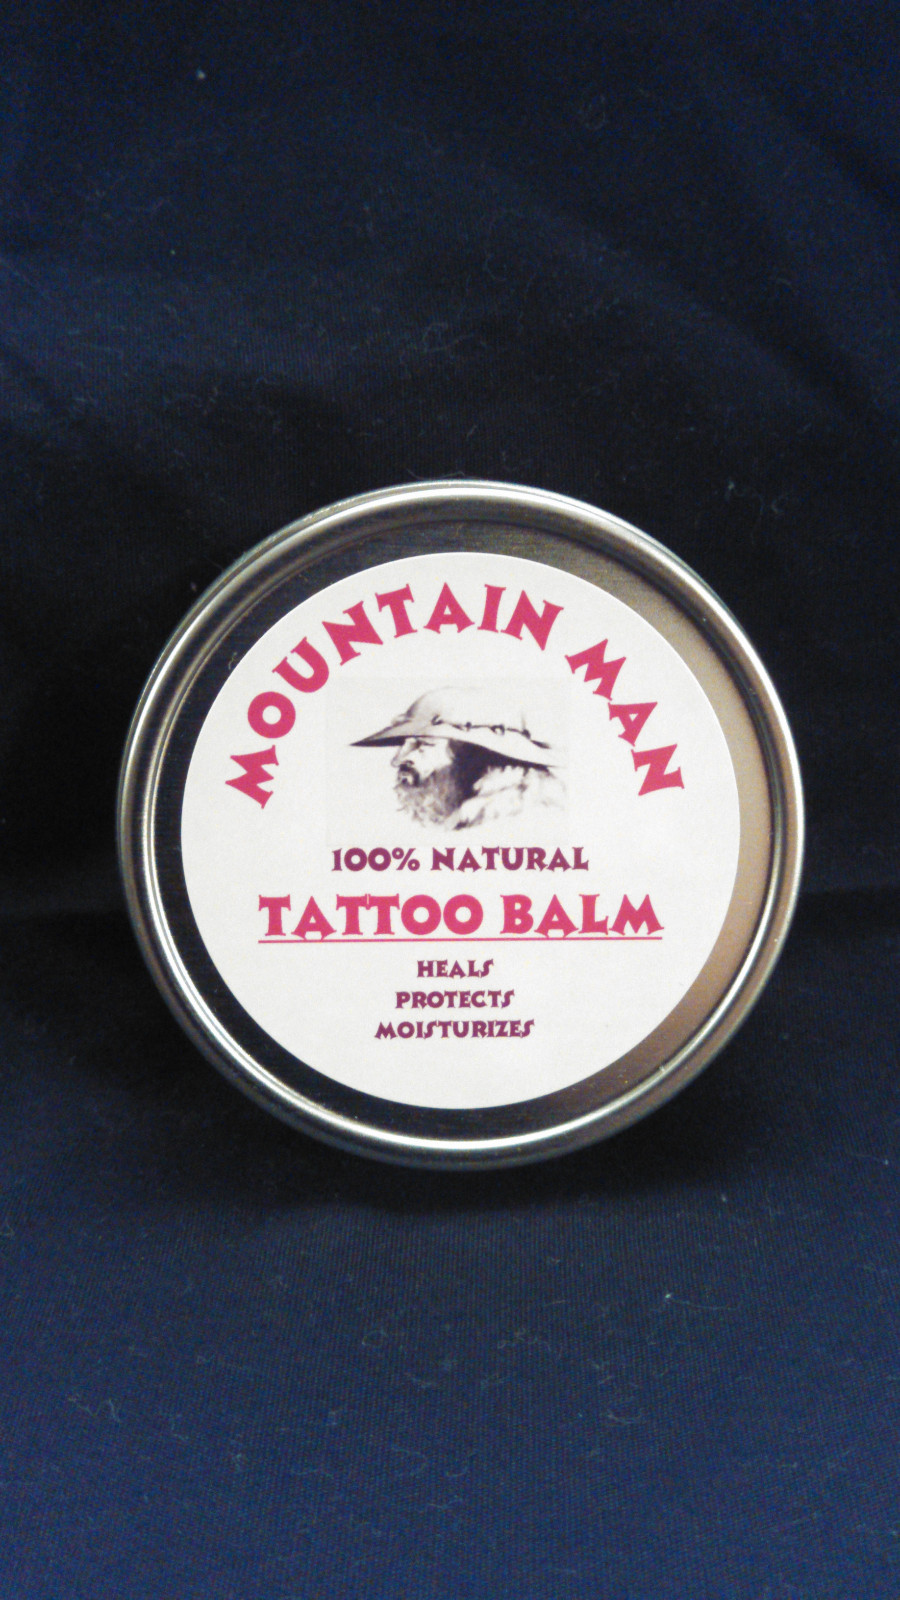 MOUNTAIN MAN
100% NATURAL
TATTOO BALM
HEALS
PROTECTS
MOISTURIZES